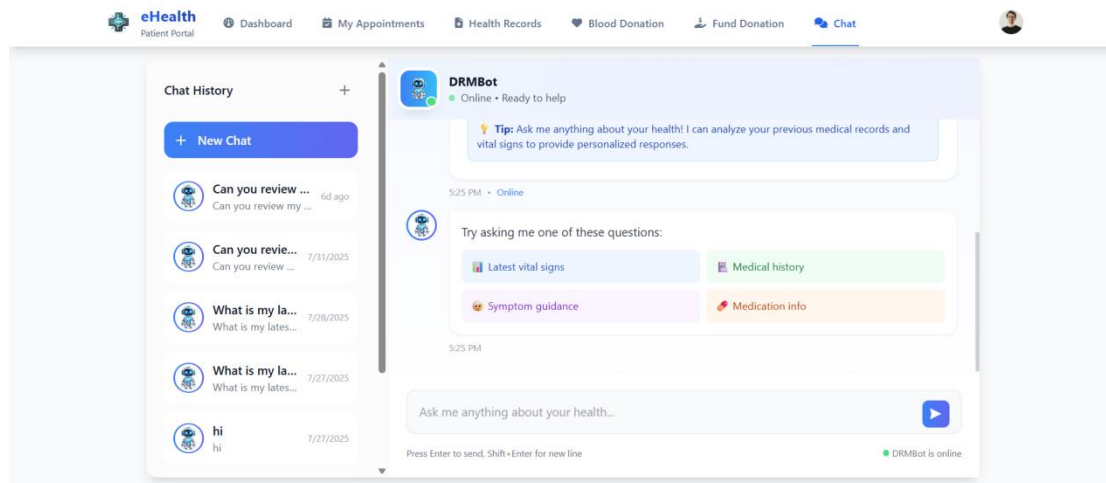 eHealth
Patient Portal
Dashboard
My Appointments
Health Records
Blood Donation
Fund Donation
Chat
Chat History
+
+ New Chat
Can you review ...
6d ago
Can you review my ...
Can you revie...
7/31/2025
Can you review ...
What is my la...
7/28/2025
What is my lates...
What is my la...
7/27/2025
What is my lates...
hi
7/27/2025
hi
DRMBot
Online • Ready to help
Tip: Ask me anything about your health! I can analyze your previous medical records and
vital signs to provide personalized responses.
5:25 PM • Online
Try asking me one of these questions:
Latest vital signs
Medical history
Symptom guidance
Medication info
5:25 PM
Ask me anything about your health...
Press Enter to send, Shift+Enter for new line
DRMBot is online